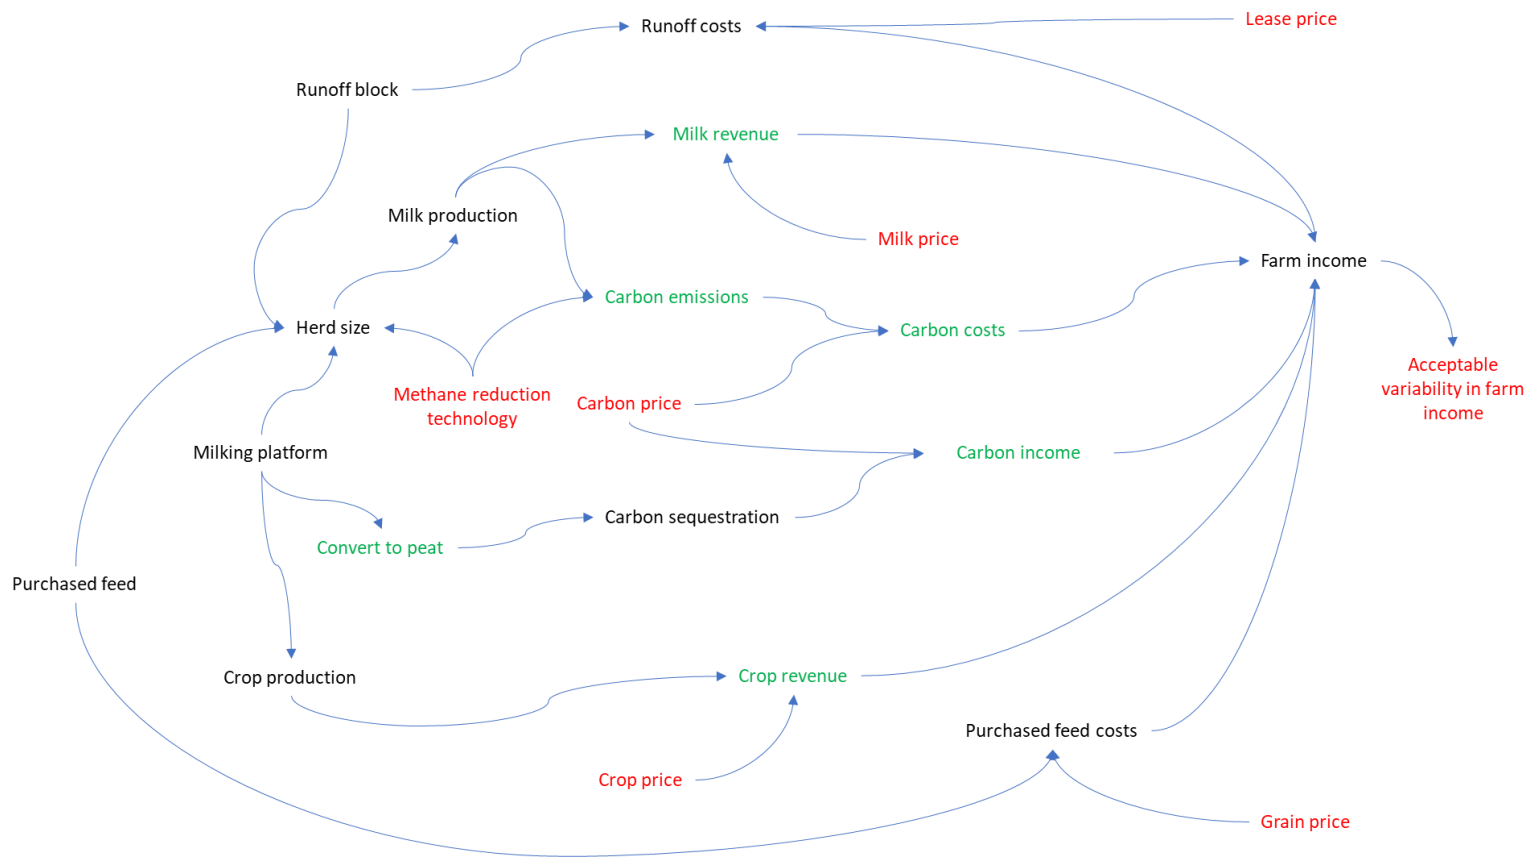 Lease price
Runoff costs
Runoff block
Milk revenue
Milk production
Milk price
Farm income
Carbon emissions
Herd size
Carbon costs
Acceptable
variability in farm
income
Methane reduction
technology
Carbon price
Milking platform
Carbon income
Carbon sequestration
Convert to peat
Purchased feed
Crop production
Crop revenue
Purchased feed costs
Crop price
Grain price